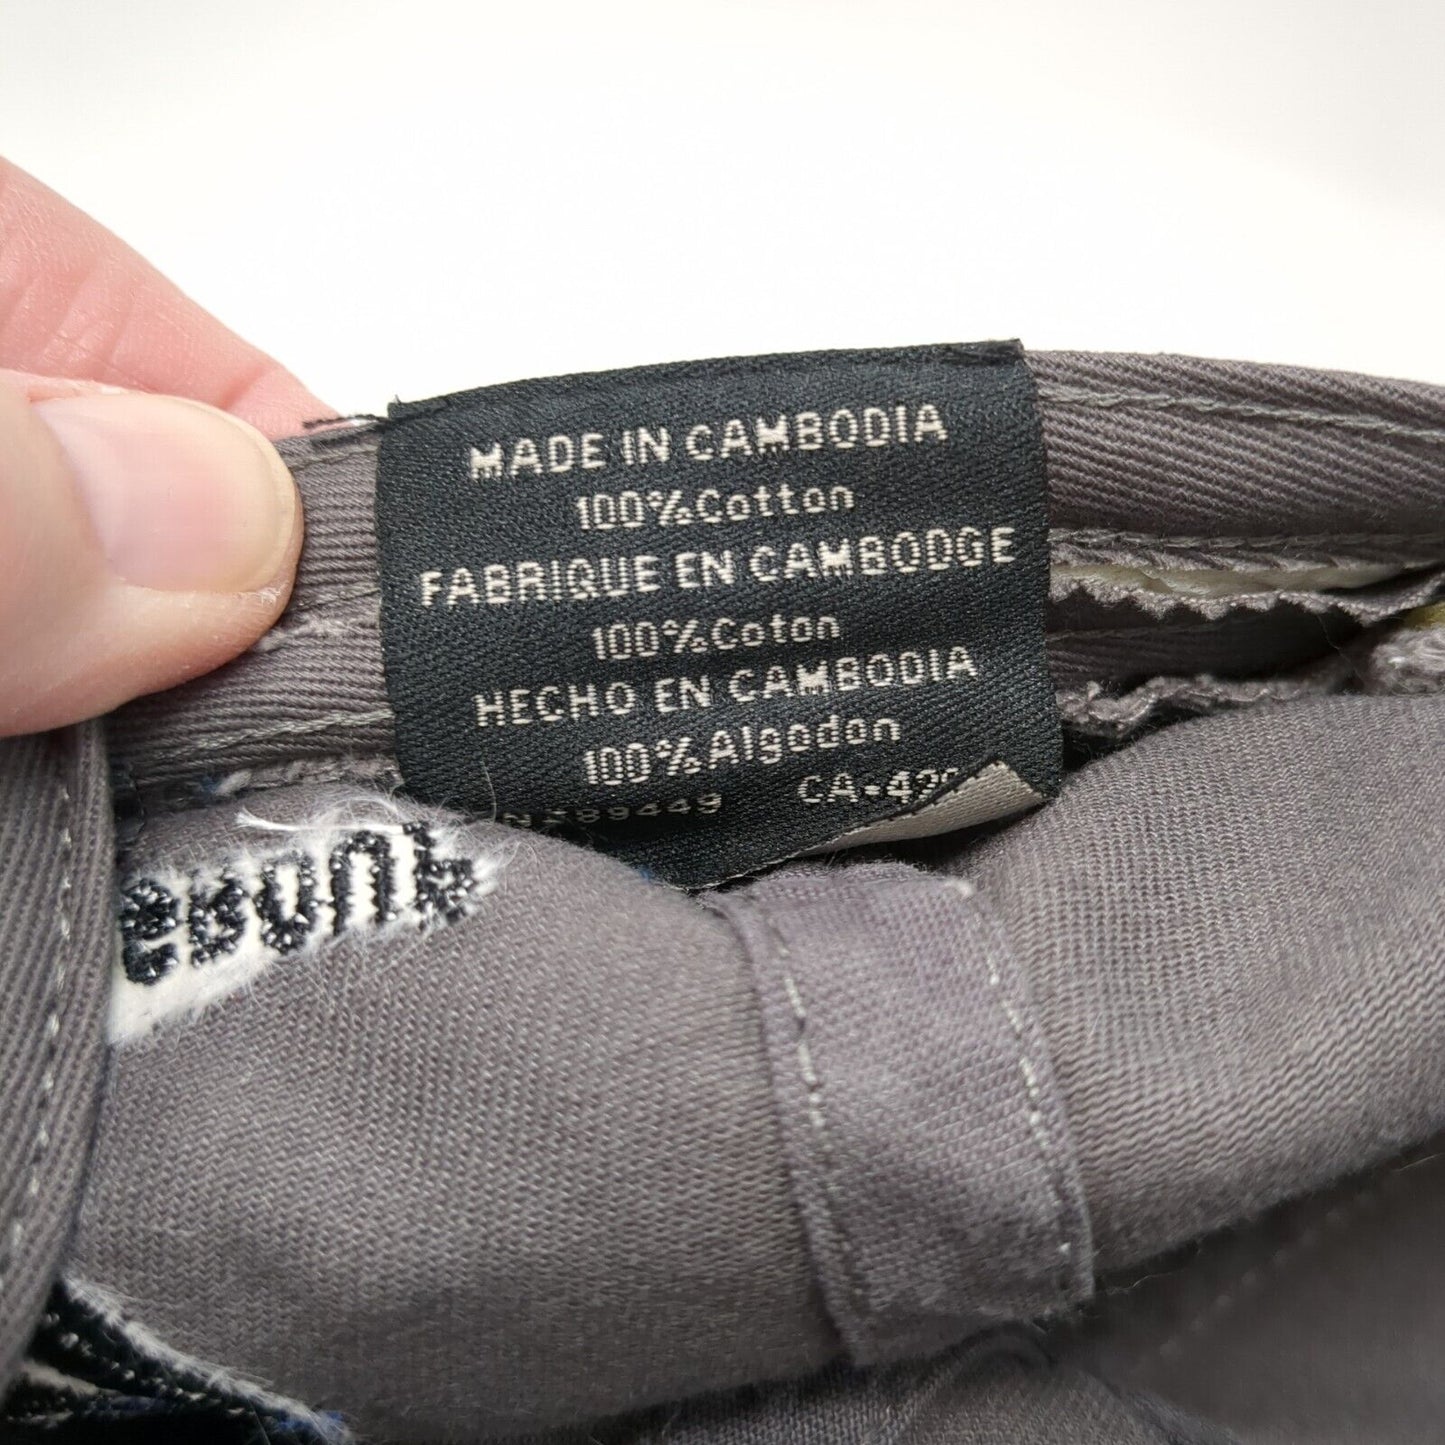 MADE IN CAMBODIA
100%Cotton
FABRIQUE EN CAMBODGE
100%Coton
HECHO EN CAMBODIA
100%Algodon